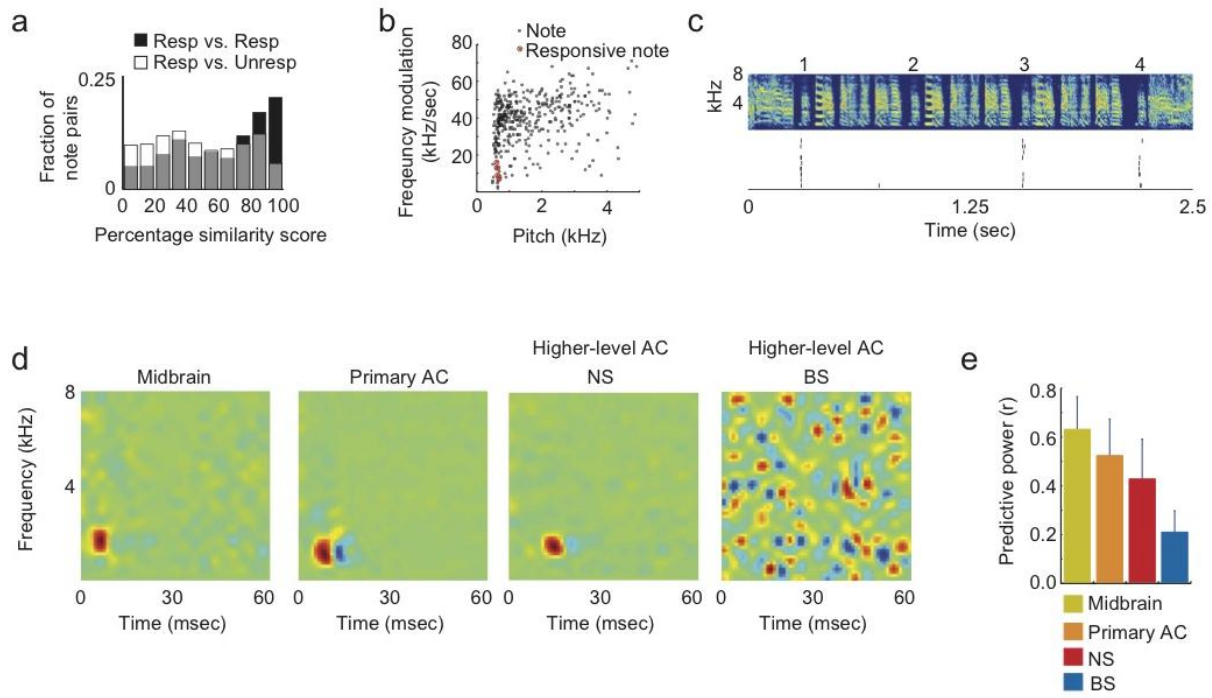 a
Resp vs. Resp
Resp vs. Unresp
0.25
0
Fraction of
note pairs
0 20 40 60 80 100
Percentage similarity score
b
Note
Responsive note
80
60
40
20
Freqeuncy modulation
(kHz/sec)
0 2 4
Pitch (kHz)
c
1 2 3 4
8
4
kHz
0 1.25 2.5
Time (sec)
d
Midbrain
Primary AC
Higher-level AC
NS
Higher-level AC
BS
8
4
Frequency (kHz)
0 30 60
Time (msec)
0 30 60
Time (msec)
0 30 60
Time (msec)
0 30 60
Time (msec)
e
0.8
0.6
0.4
0.2
0.0
Predictive power (r)
Midbrain
Primary AC
NS
BS